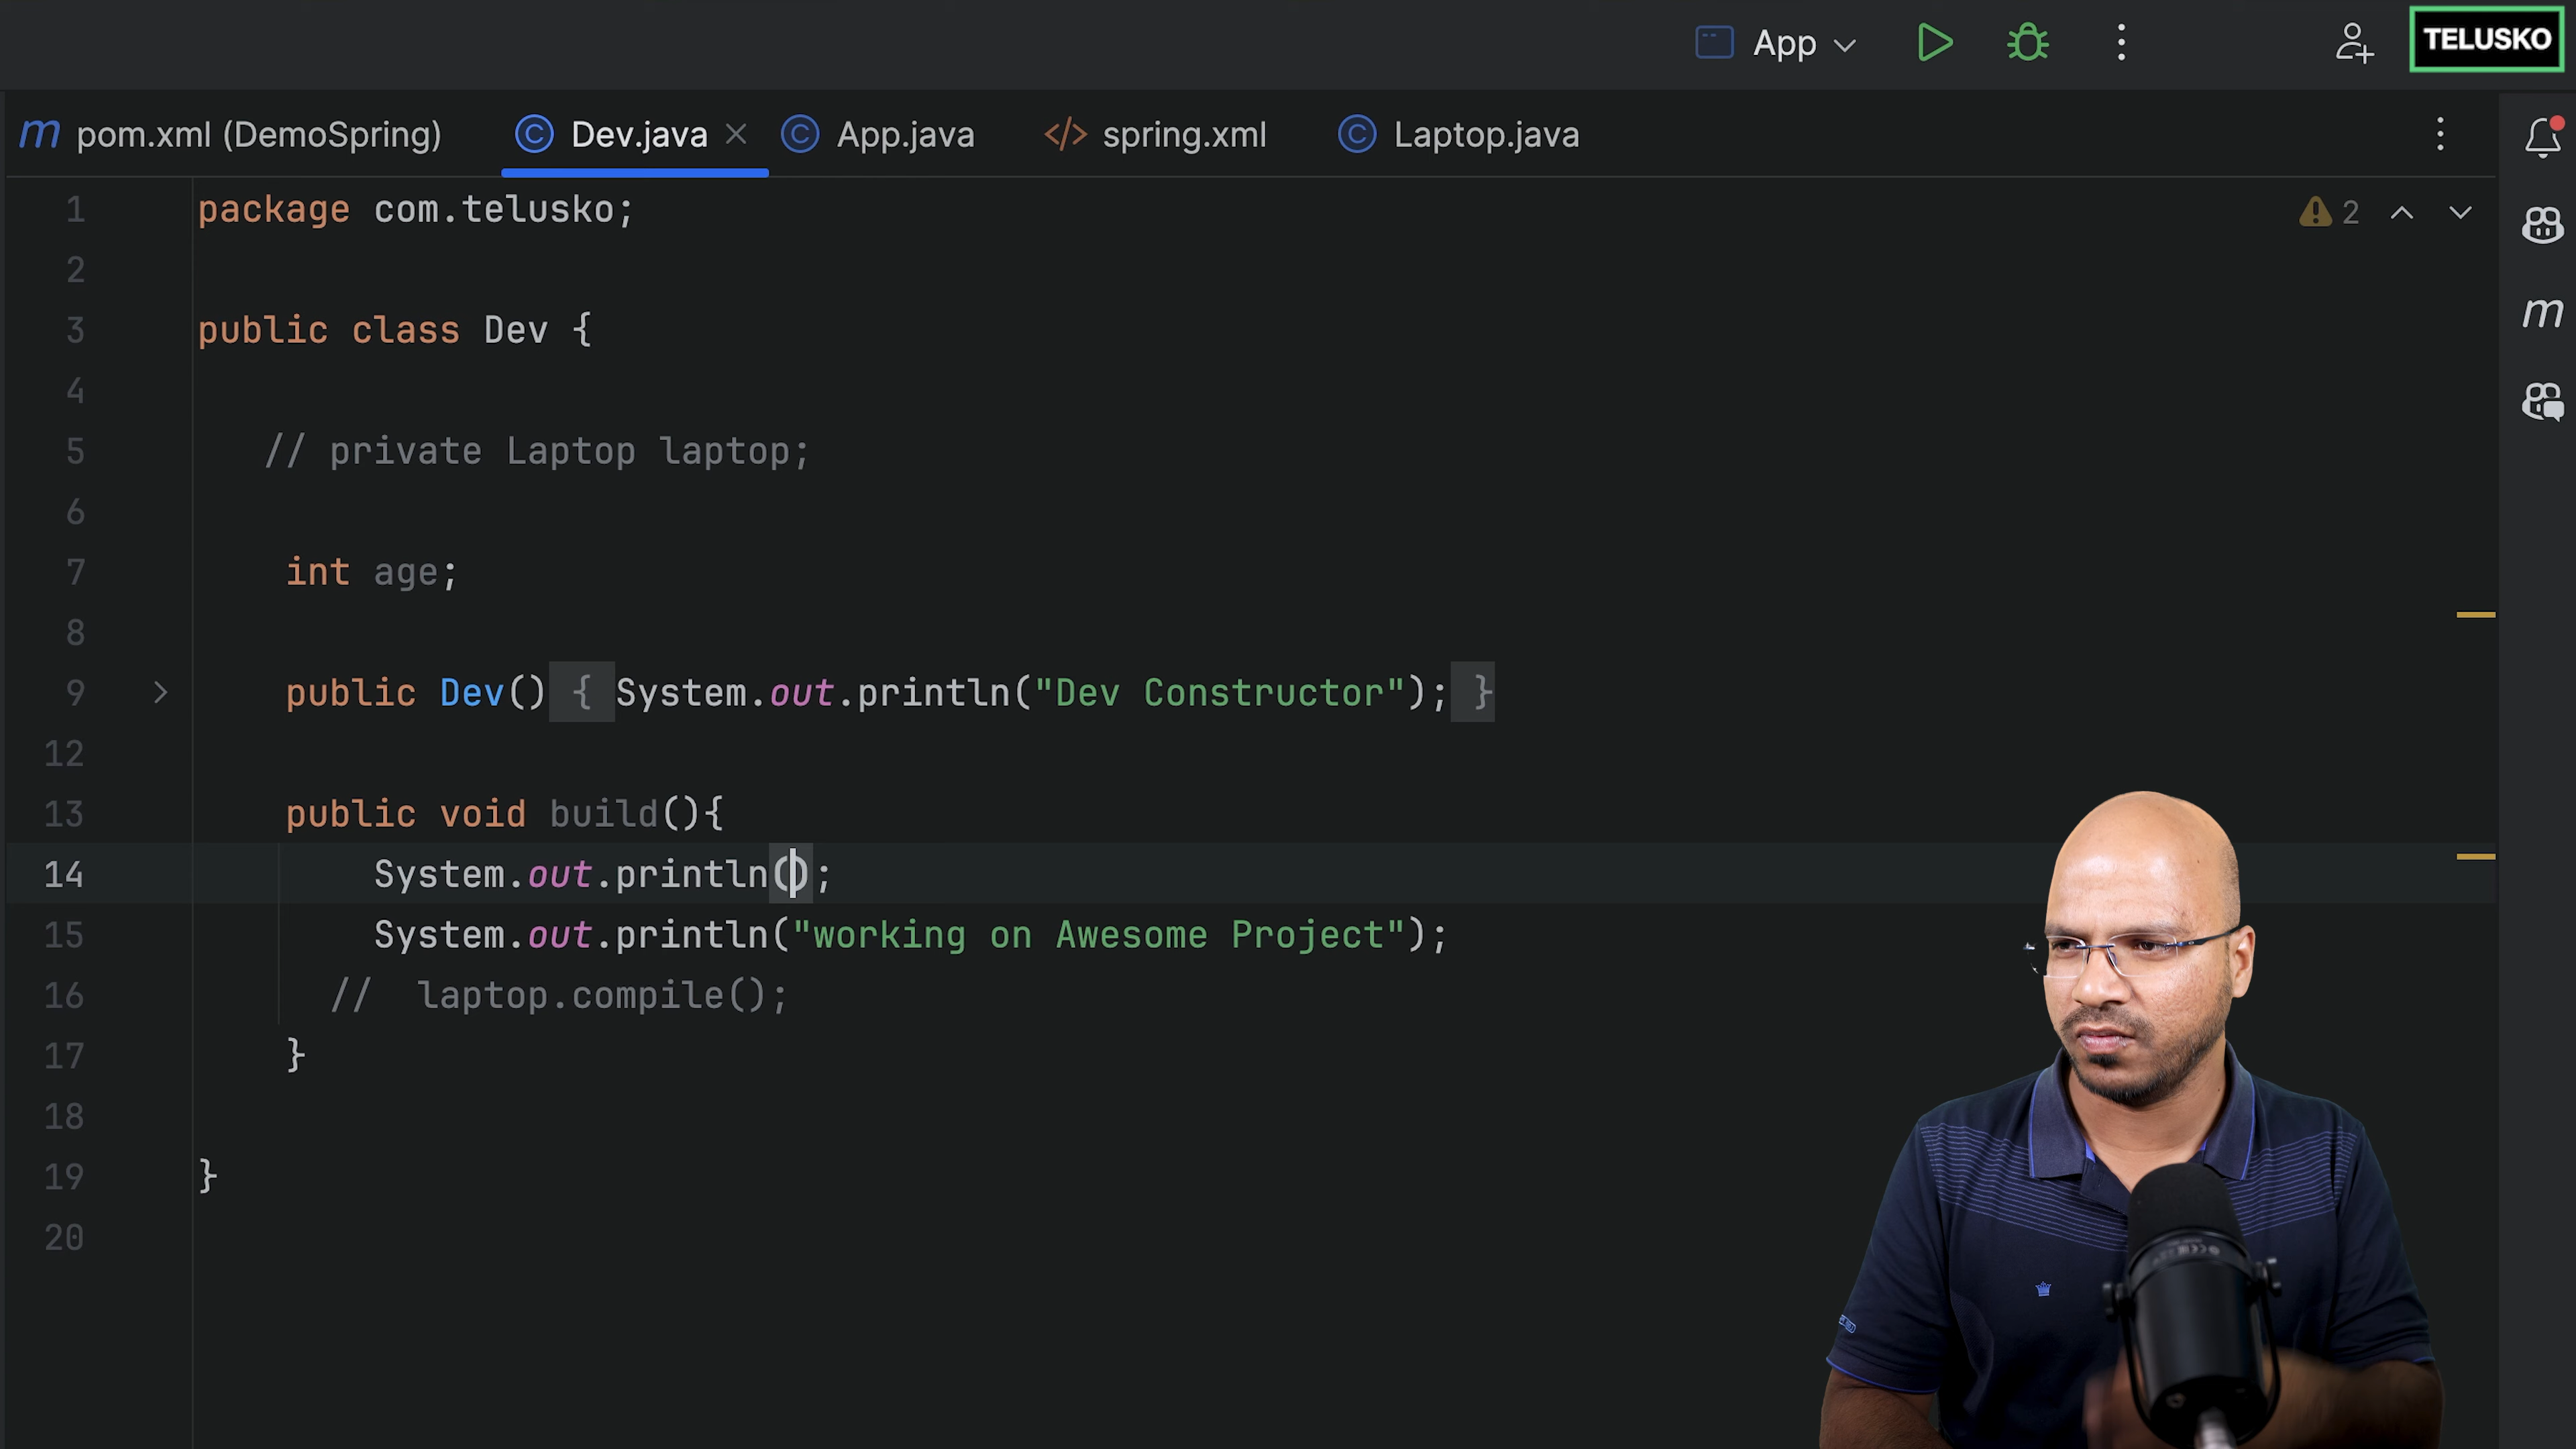 App
TELUSKO
m pom.xml (DemoSpring)
Dev.java
App.java
</> spring.xml
Laptop.java
1 package com.telusko;
2
2
3 public class Dev {
4
5 // private Laptop laptop;
6
7 int age;
8
9 public Dev() { System.out.println("Dev Constructor"); }
12
13 public void build(){
14 System.out.println();
15 System.out.println("working on Awesome Project");
16 // laptop.compile();
17 }
18
19 }
20